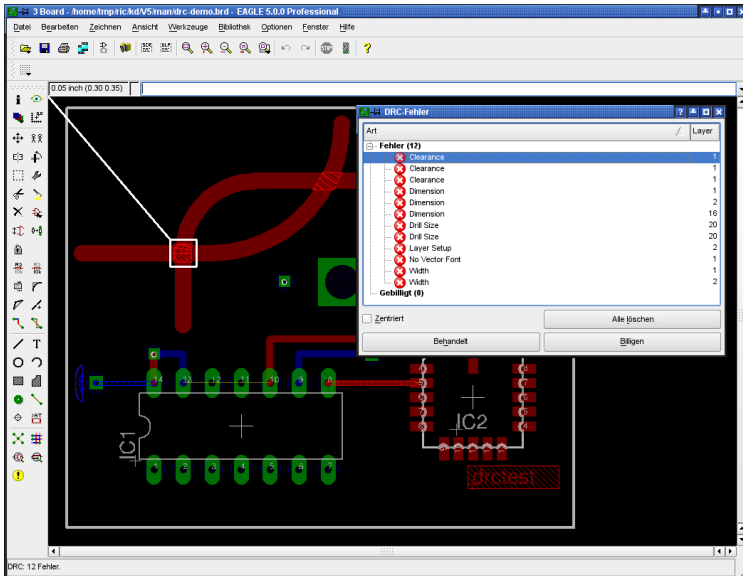 3 Board - /home/tmp/ric/kd/V5/man/drc-demo.brd - EAGLE 5.0.0 Professional
Datei Bearbeiten Zeichnen Ansicht Werkzeuge Bibliothek Optionen Fenster Hilfe
0.05 inch (0.30 0.35)
DRC-Fehler
Art Layer
Fehler (12)
Clearance 1
Clearance 1
Clearance 1
Dimension 1
Dimension 2
Dimension 16
Drill Size 20
Drill Size 20
Layer Setup 2
No Vector Font 1
Width 1
Width 2
Gebilligt (0)
Zentriert Alle löschen
Behandelt Billigen
14 13 12 11 10 9 8
IC1
1 2 3 4 5 6 7
IC2
drctest
DRC: 12 Fehler.